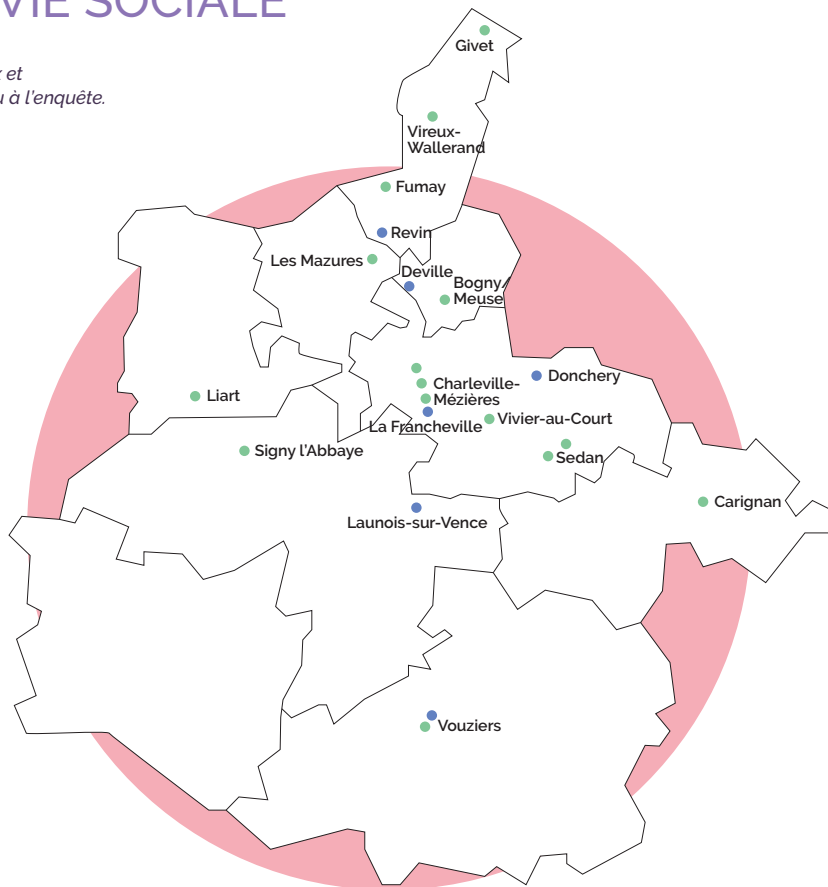 VIE SOCIALE
et
à l'enquête.
Givet
Vireux-
Wallerand
Fumay
Revin
Les Mazures
Deville
Bogny/
Meuse
Charleville-
Mézières
Donchery
Liart
La Francheville
Vivier-au-Court
Signy l'Abbaye
Sedan
Carignan
Launois-sur-Vence
Vouziers